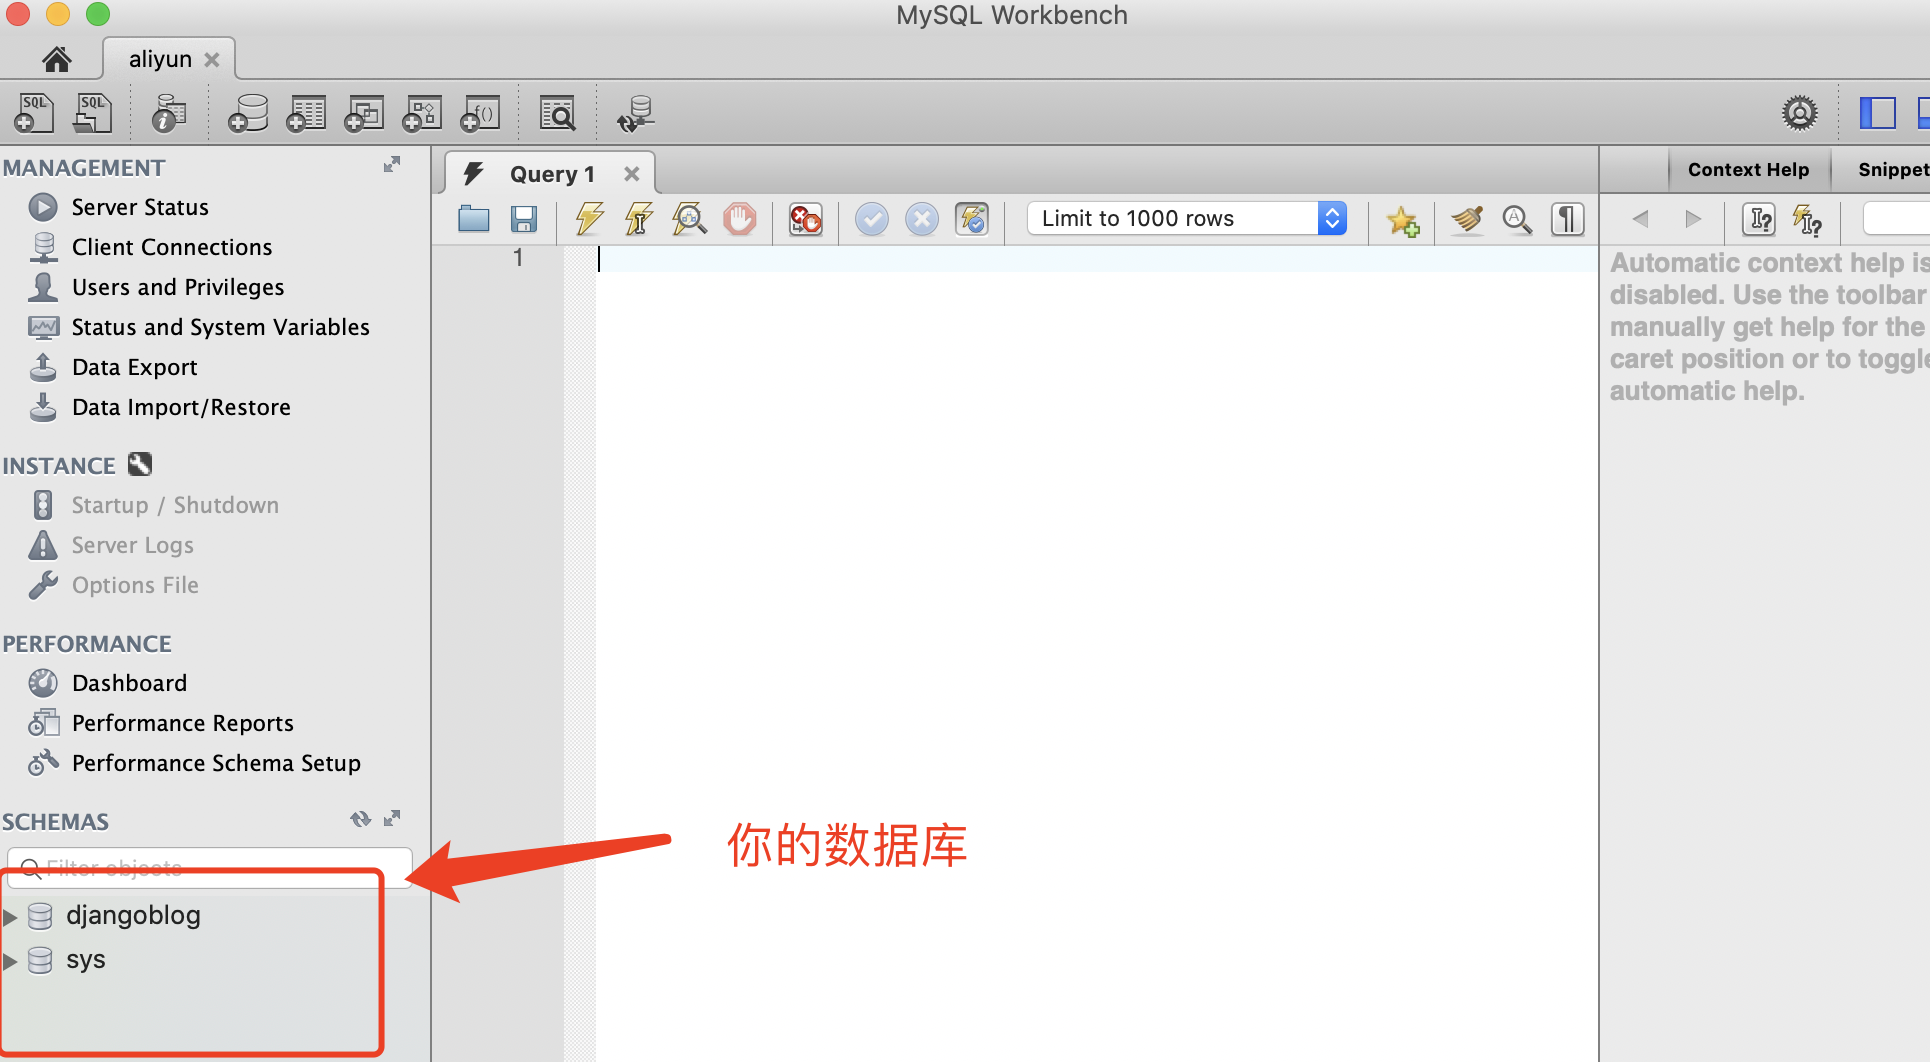 MySQL Workbench
aliyun
SQL
SQL
MANAGEMENT
Server Status
Client Connections
Users and Privileges
Status and System Variables
Data Export
Data Import/Restore
INSTANCE
Startup / Shutdown
Server Logs
Options File
PERFORMANCE
Dashboard
Performance Reports
Performance Schema Setup
SCHEMAS
Filter objects
djangoblog
sys
Query 1
Limit to 1000 rows
1
你的数据库
Context Help
Snippet
Automatic context help is
disabled. Use the toolbar
manually get help for the
caret position or to toggle
automatic help.